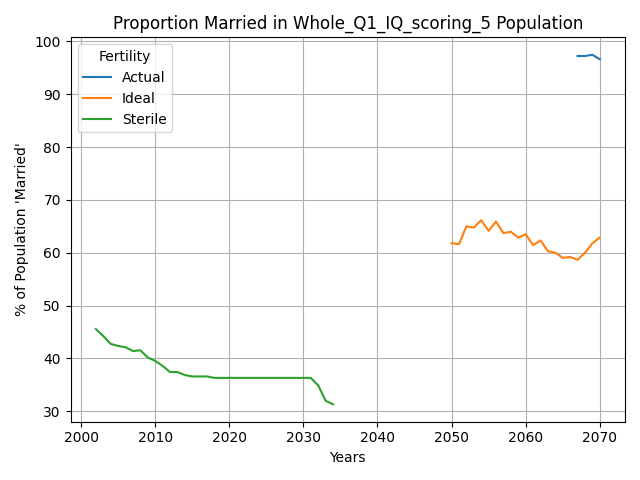 Proportion Married in Whole_Q1_IQ_scoring_5 Population
% of Population 'Married'
100
90
80
70
60
50
40
30
Fertility
Actual
Ideal
Sterile
2000 2010 2020 2030 2040 2050 2060 2070
Years